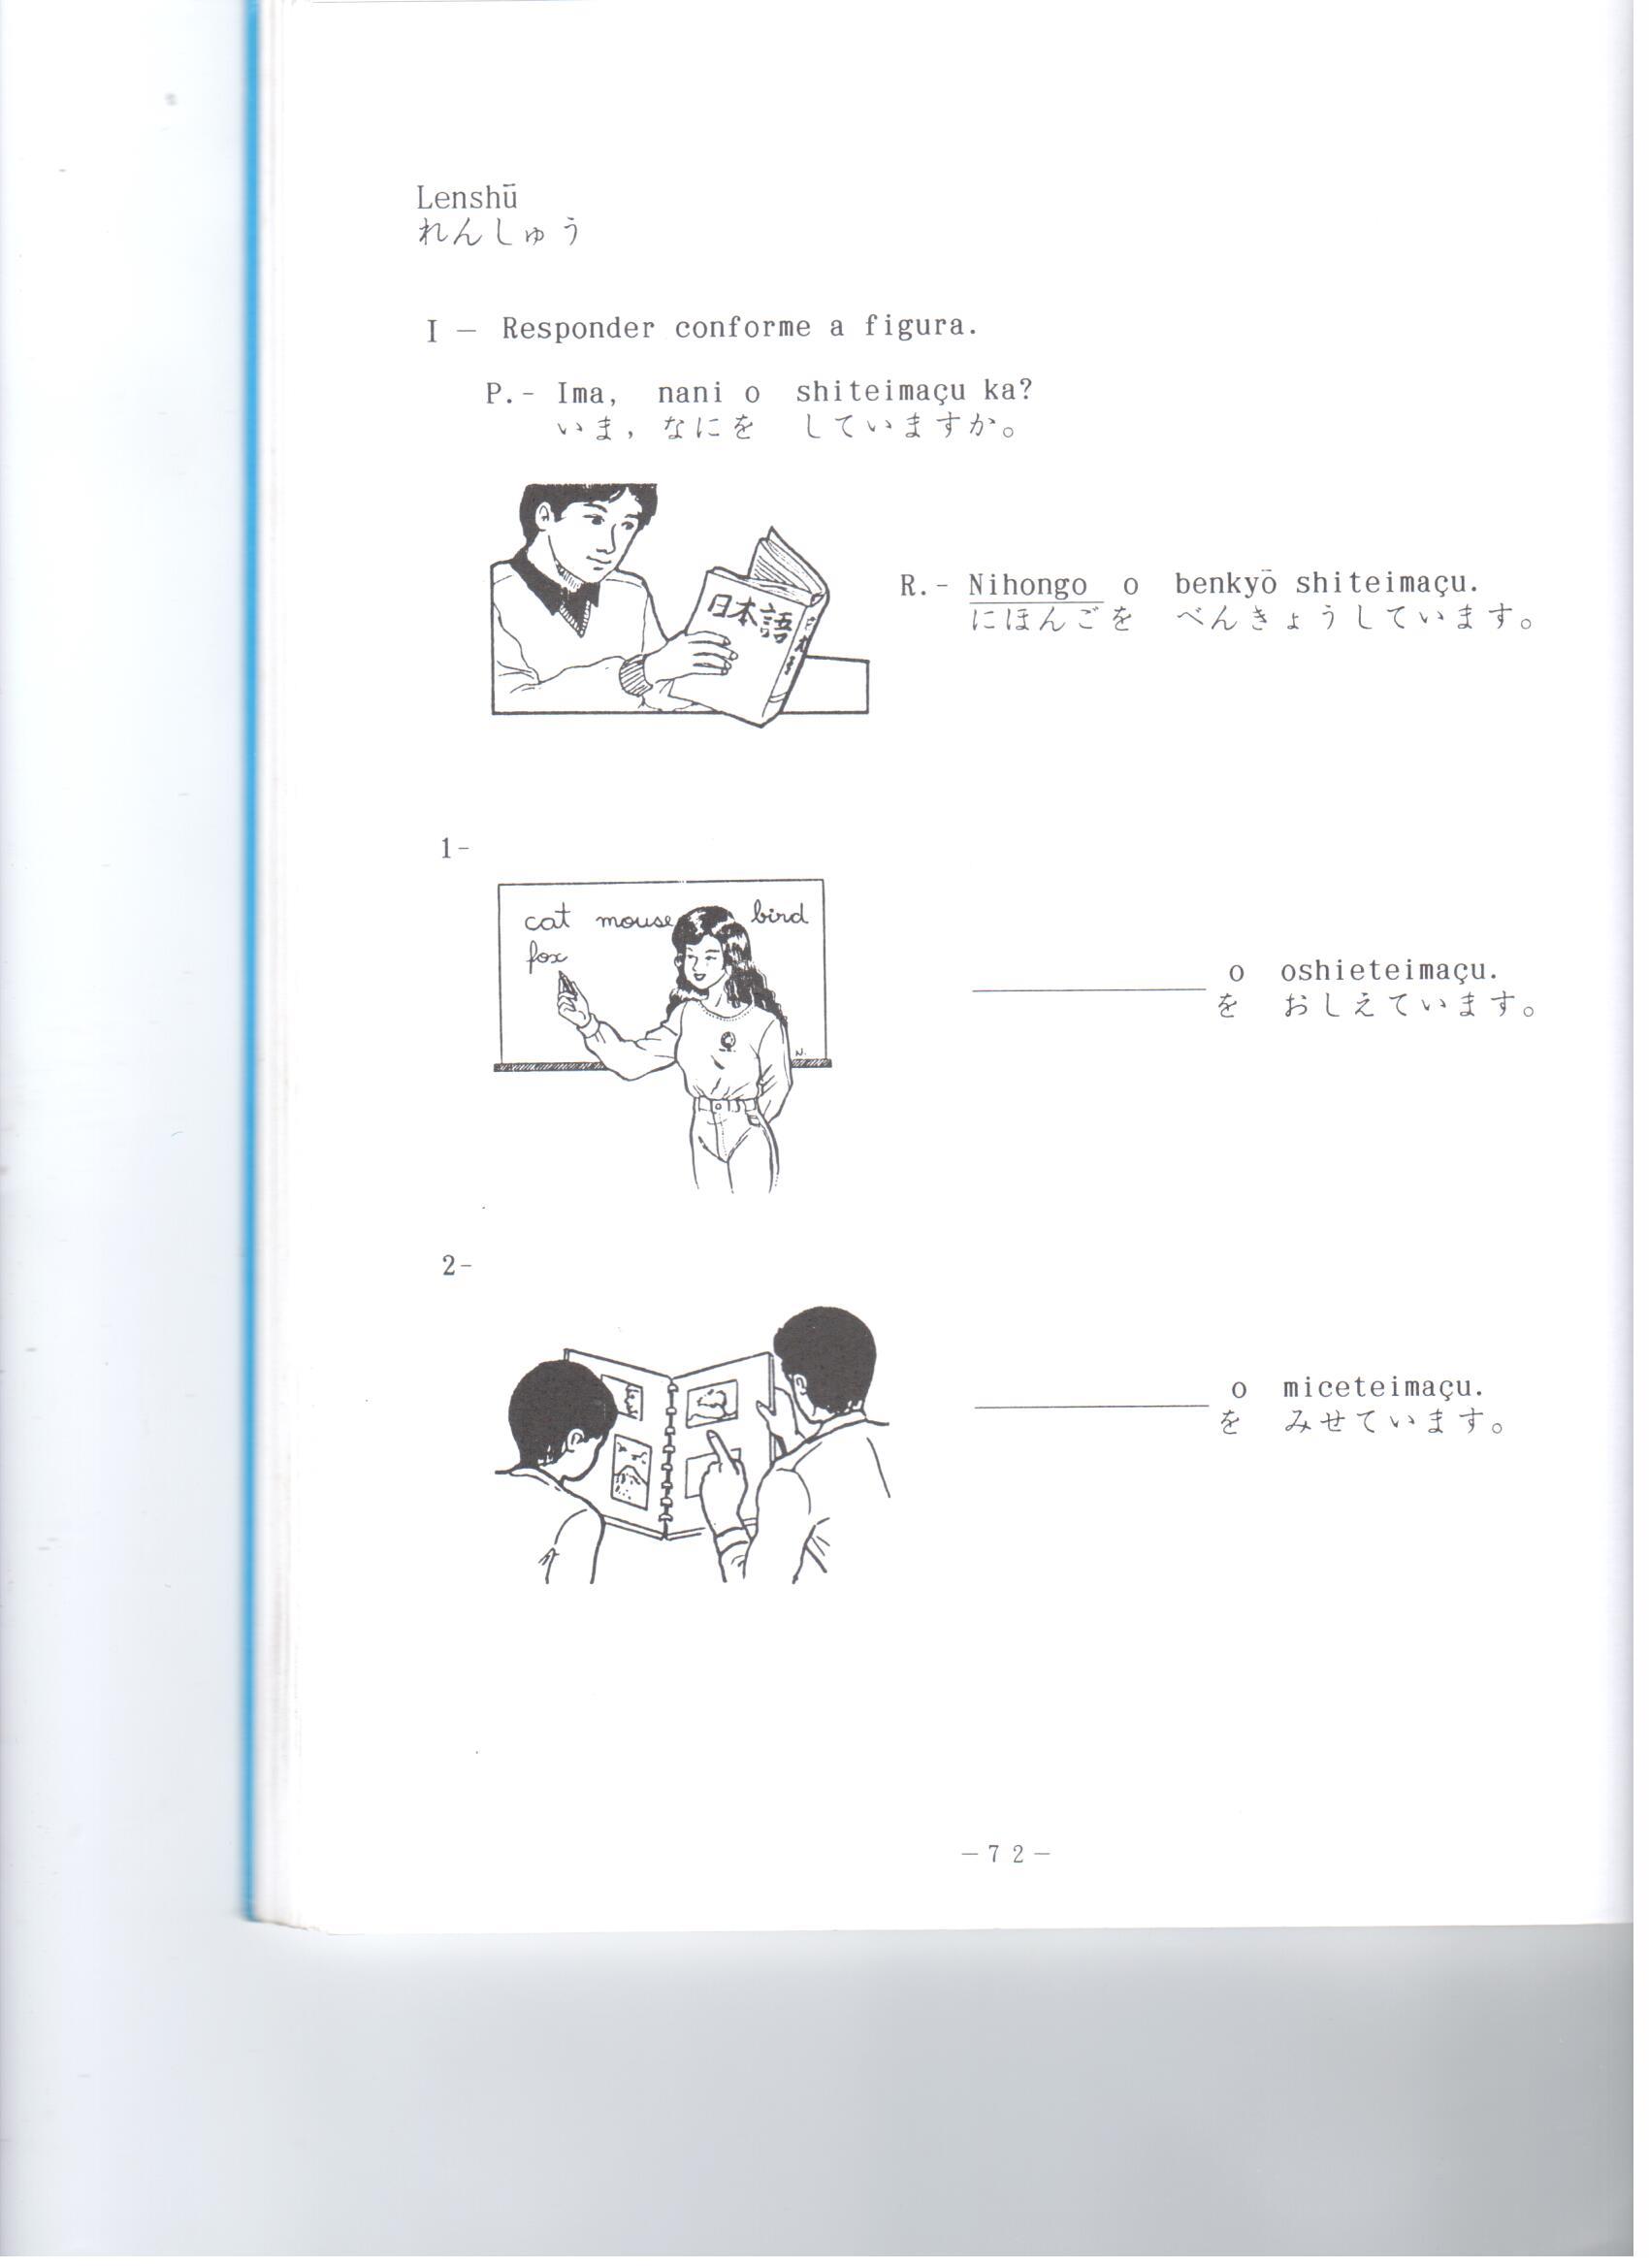 Lenshū
れんしゅう
I − Responder conforme a figura.
P.- Ima, nani o shiteimaçu ka?
いま, なにを していますか。
日本語
R.- Nihongo o benkyō shiteimaçu.
にほんごを べんきょうしています。
1-
cat mouse bird
fox
N.
o oshieteimaçu.
を おしえています。
2-
o miceteimaçu.
を みせています。
−72−